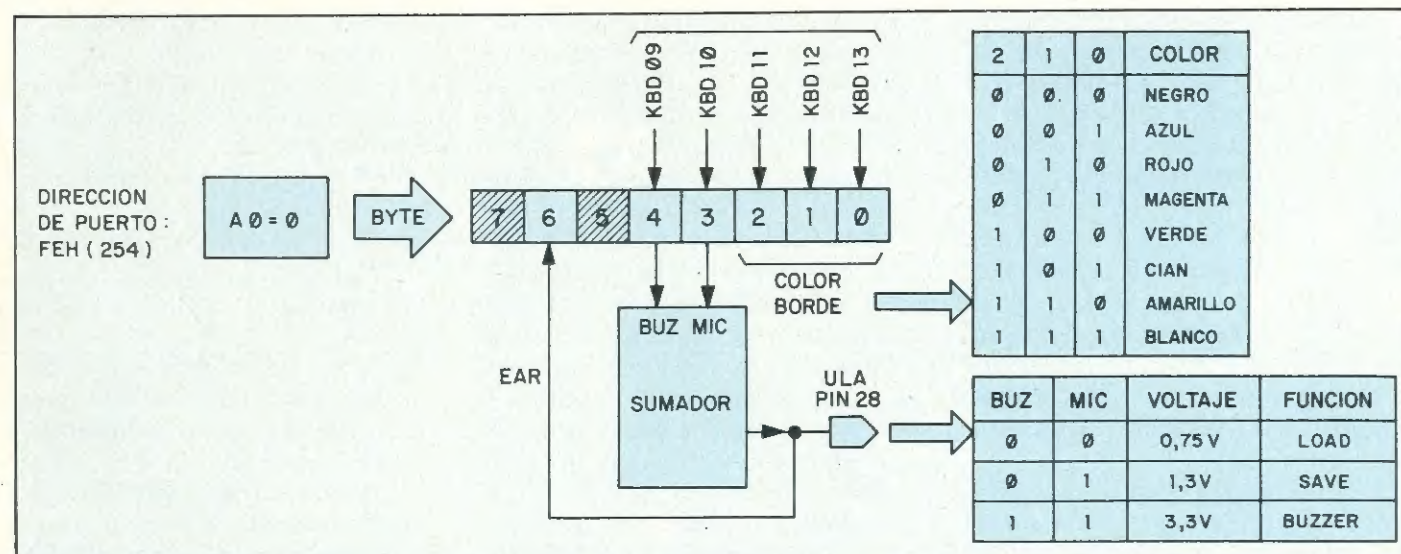 KBD 09
KBD 10
KBD 11
KBD 12
KBD 13
DIRECCION
DE PUERTO :
FEH ( 254 )
A Ø = Ø
BYTE
7 6 5 4 3 2 1 Ø
COLOR
BORDE
BUZ MIC
SUMADOR
EAR
ULA
PIN 28
2 1 Ø COLOR
Ø Ø. Ø NEGRO
Ø Ø 1 AZUL
Ø 1 Ø ROJO
Ø 1 1 MAGENTA
1 Ø Ø VERDE
1 Ø 1 CIAN
1 1 Ø AMARILLO
1 1 1 BLANCO
BUZ MIC VOLTAJE FUNCION
Ø Ø 0,75 V LOAD
Ø 1 1,3 V SAVE
1 1 3,3 V BUZZER